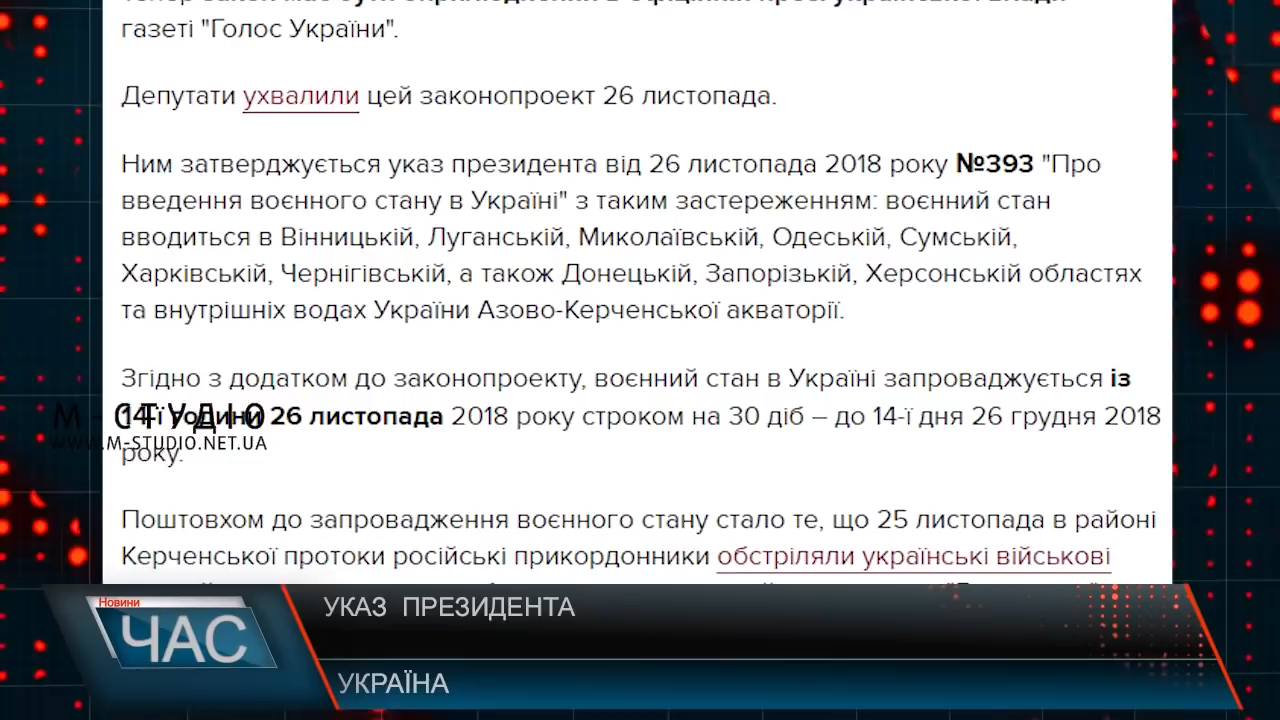 газеті "Голос України".
Депутати ухвалили цей законопроект 26 листопада.
Ним затверджується указ президента від 26 листопада 2018 року №393 "Про
введення воєнного стану в Україні" з таким застереженням: воєнний стан
вводиться в Вінницькій, Луганській, Миколаївській, Одеській, Сумській,
Харківській, Чернігівській, а також Донецькій, Запорізькій, Херсонській областях
та внутрішніх водах України Азово-Керченської акваторії.
Згідно з додатком до законопроекту, воєнний стан в Україні запроваджується із
14-ї години 26 листопада 2018 року строком на 30 діб – до 14-ї дня 26 грудня 2018
року.
М-СТУДІО
WWW.M-STUDIO.NET.UA
Поштовхом до запровадження воєнного стану стало те, що 25 листопада в районі
Керченської протоки російські прикордонники обстріляли українські військові
Новини
ЧАС
УКАЗ ПРЕЗИДЕНТА
УКРАЇНА